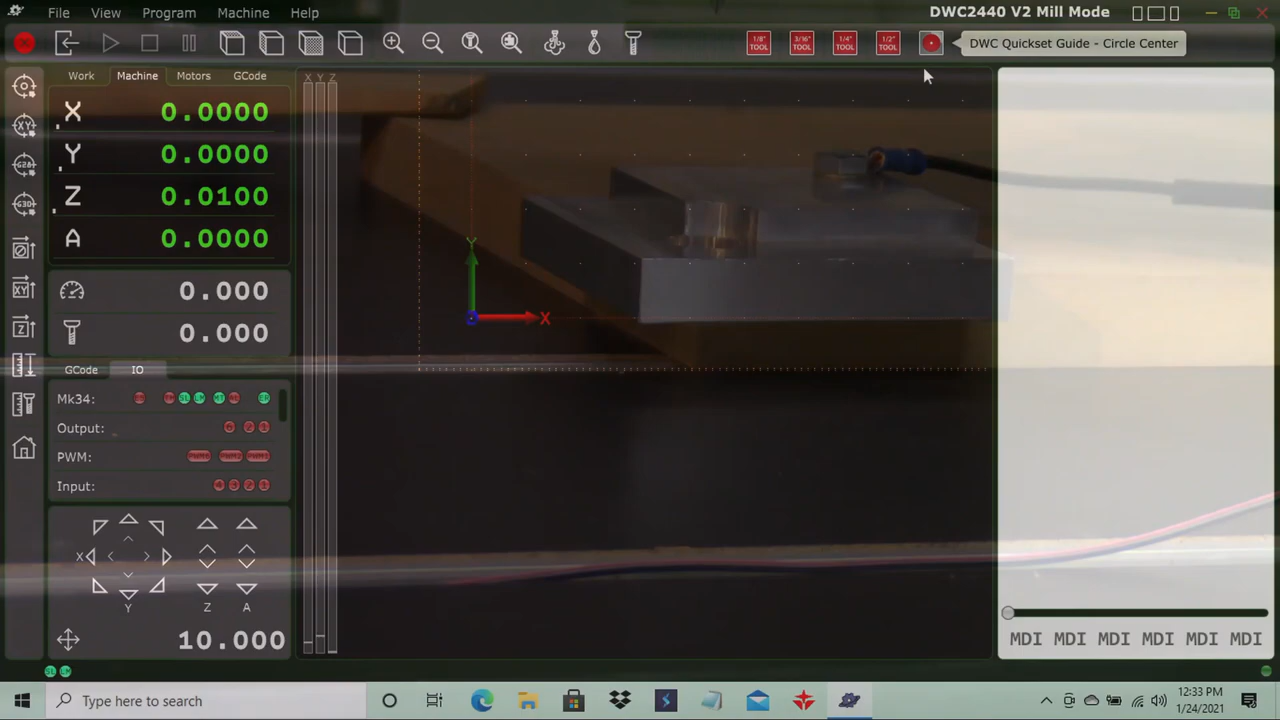 File View Program Machine Help
DWC2440 V2 Mill Mode
1/8" TOOL
3/16" TOOL
1/4" TOOL
1/2" TOOL
DWC Quickset Guide - Circle Center
Work Machine Motors GCode
X 0.0000
Y 0.0000
Z 0.0100
A 0.0000
0.000
0.000
GCode IO
Mk34:
Output:
PWM:
Input:
X Y Z A
10.000
X Y Z
Y
X
MDI MDI MDI MDI MDI MDI
SL LM
Type here to search
12:33 PM
1/24/2021